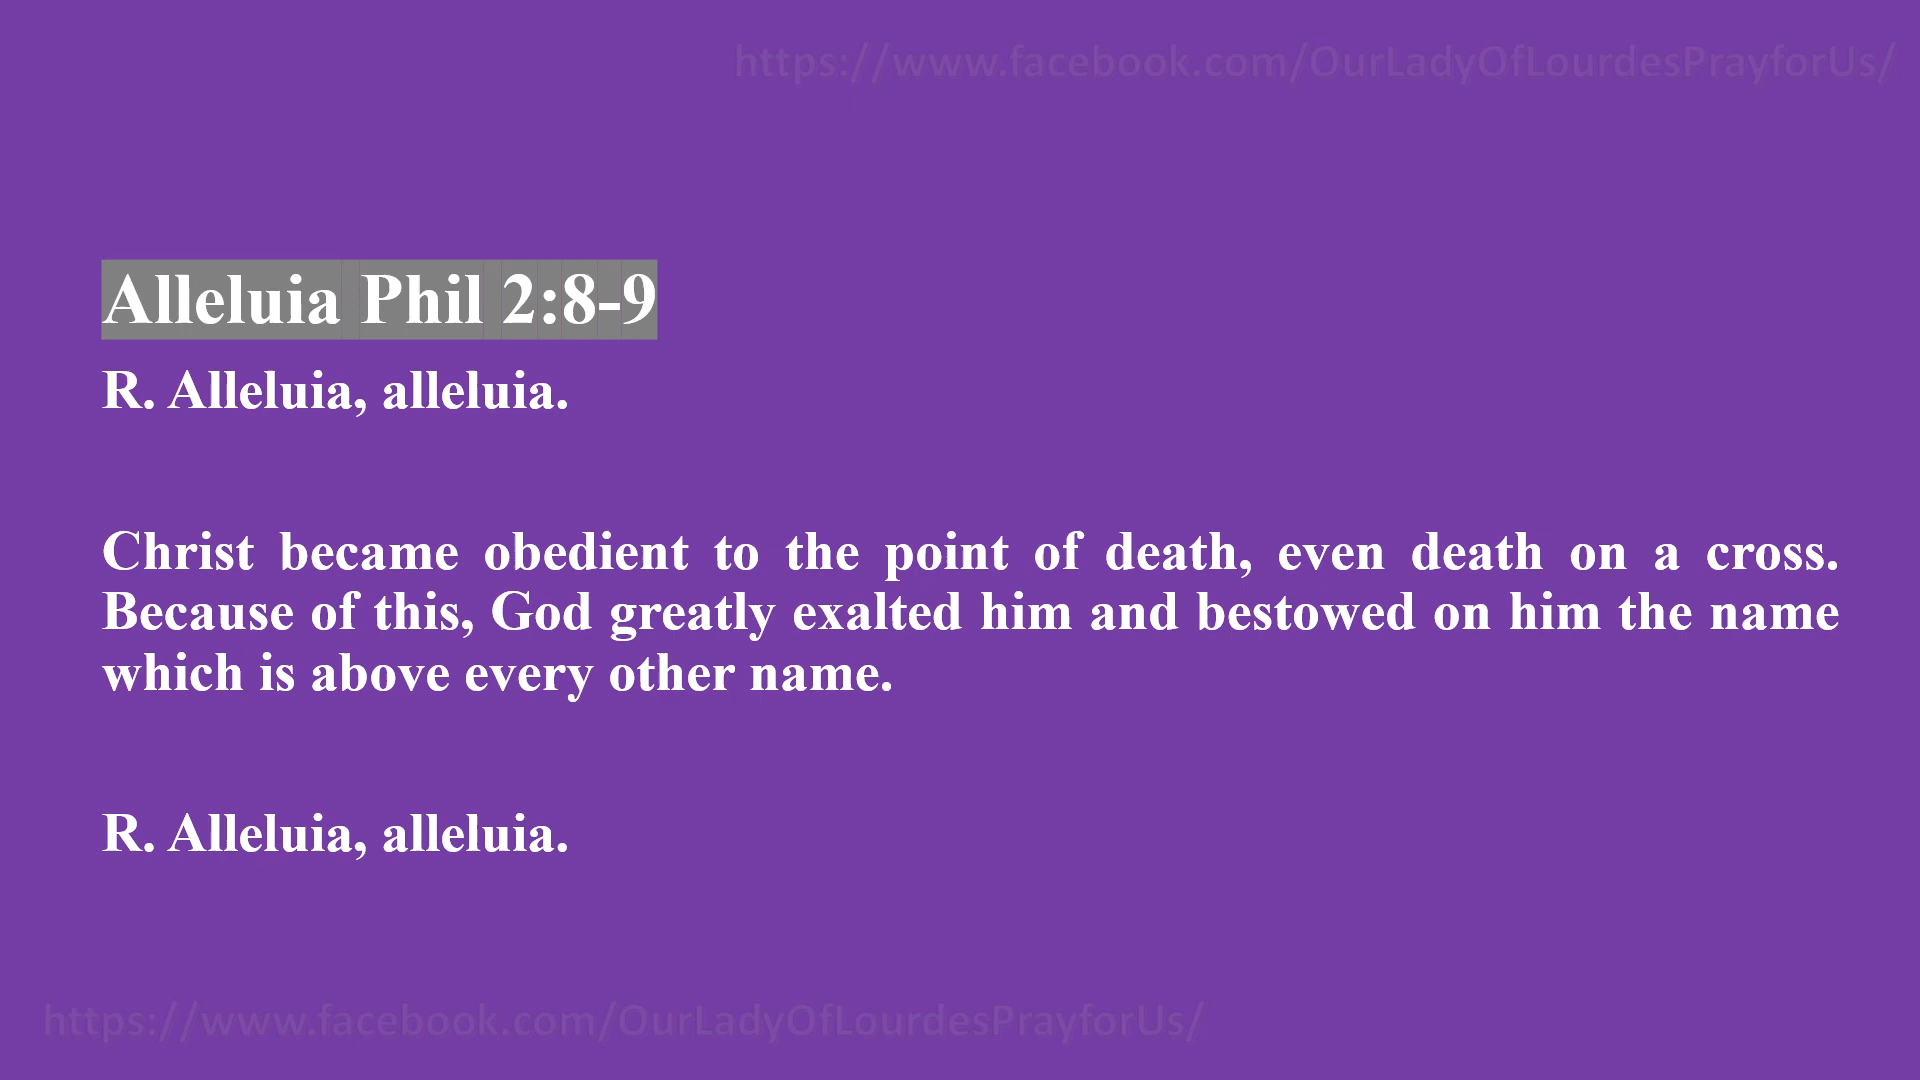 https://www.facebook.com/OurLadyOfLourdesPrayforUs/
Alleluia Phil 2:8-9
R. Alleluia, alleluia.
Christ became obedient to the point of death, even death on a cross.
Because of this, God greatly exalted him and bestowed on him the name
which is above every other name.
R. Alleluia, alleluia.
https://www.facebook.com/OurLadyOfLourdesPrayforUs/